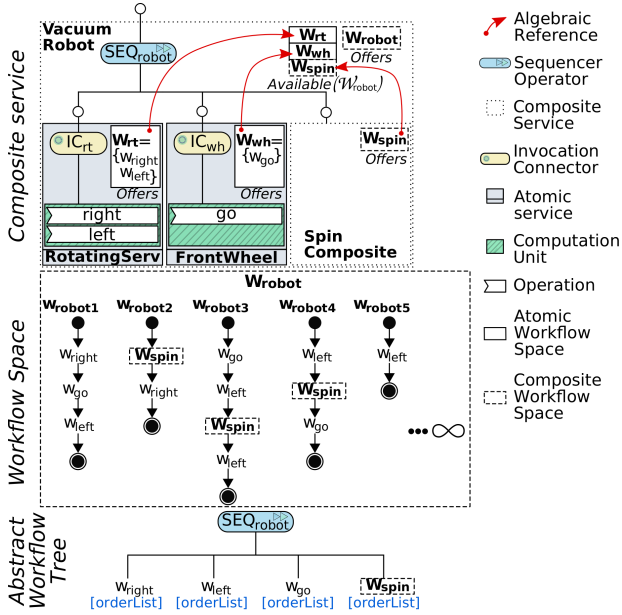 Composite service
Vacuum
Robot
SEQrobot
Wrt
Wwh
Wspin
Wrobot
Offers
Available(Wrobot)
ICrt
Wrt=
{wright
wleft}
Offers
right
left
RotatingServ
ICwh
Wwh=
{wgo}
Offers
go
FrontWheel
Wspin
Offers
Spin
Composite
Algebraic
Reference
Sequencer
Operator
Composite
Service
Invocation
Connector
Atomic
service
Computation
Unit
Operation
Atomic
Workflow
Space
Composite
Workflow
Space
Workflow Space
Wrobot
wrobot1 wrobot2 wrobot3 wrobot4 wrobot5
wright Wspin wgo wleft wleft
wgo wright wleft Wspin
wleft Wspin wgo
wleft
•••∞
Abstract
Workflow
Tree
SEQrobot
wright wleft wgo Wspin
[orderList] [orderList] [orderList] [orderList]